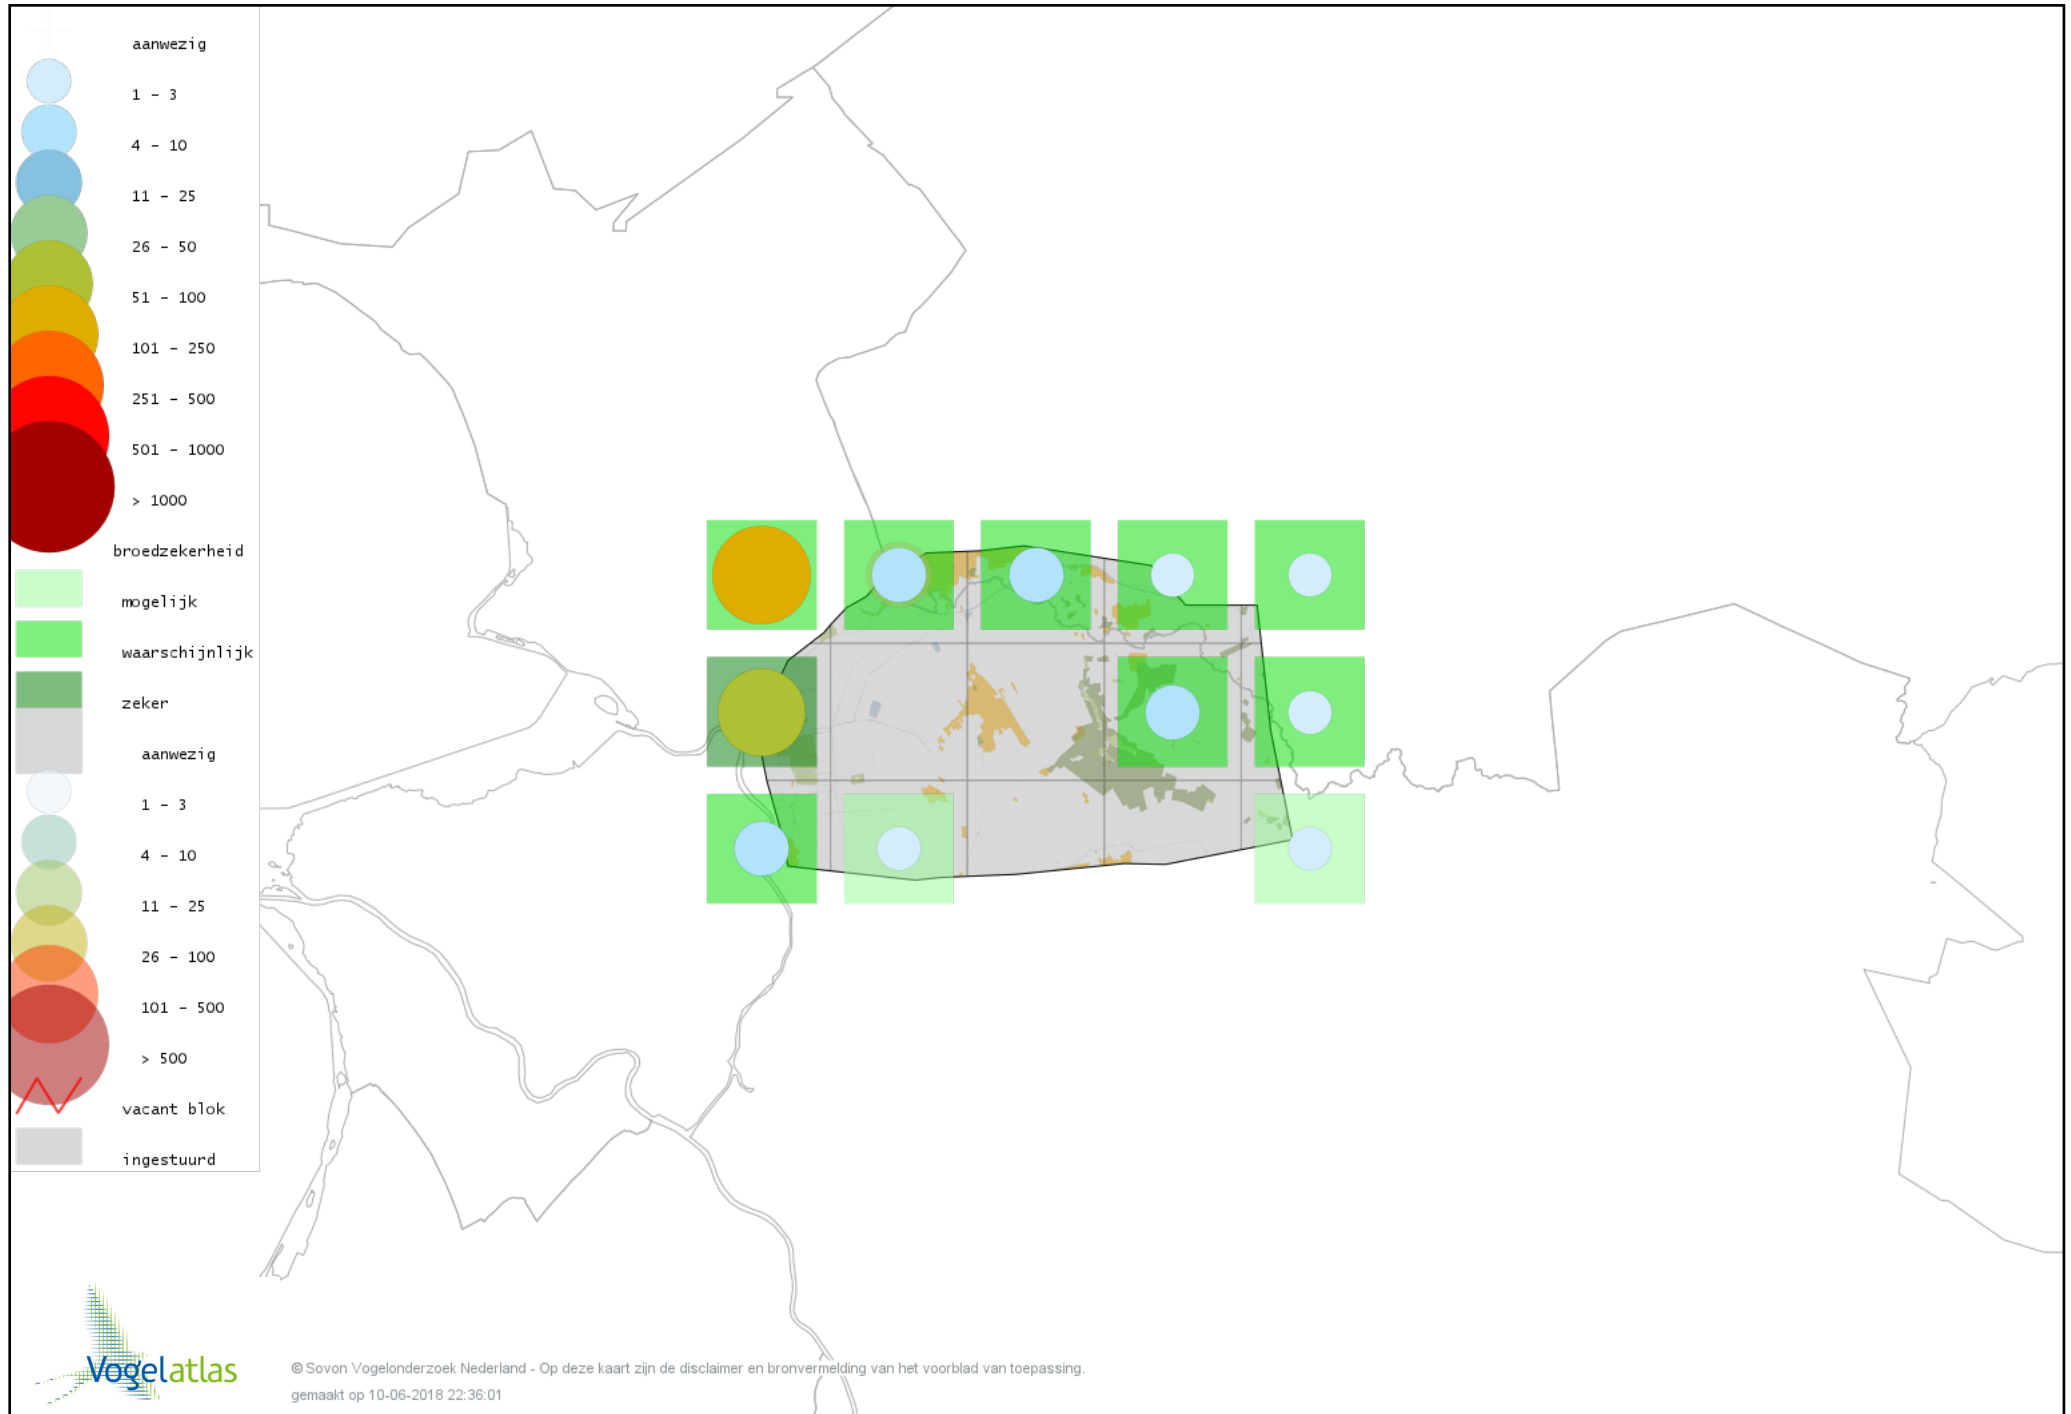 aanwezig
1 - 3
4 - 10
11 - 25
26 - 50
51 - 100
101 - 250
251 - 500
501 - 1000
> 1000
broedzekerheid
mogelijk
waarschijnlijk
zeker
aanwezig
1 - 3
4 - 10
11 - 25
26 - 100
101 - 500
> 500
vacant blok
ingestuurd
Vogelatlas
© Sovon Vogelonderzoek Nederland - Op deze kaart zijn de disclaimer en bronvermelding van het voorblad van toepassing.
gemaakt op 10-06-2018 22:36:01